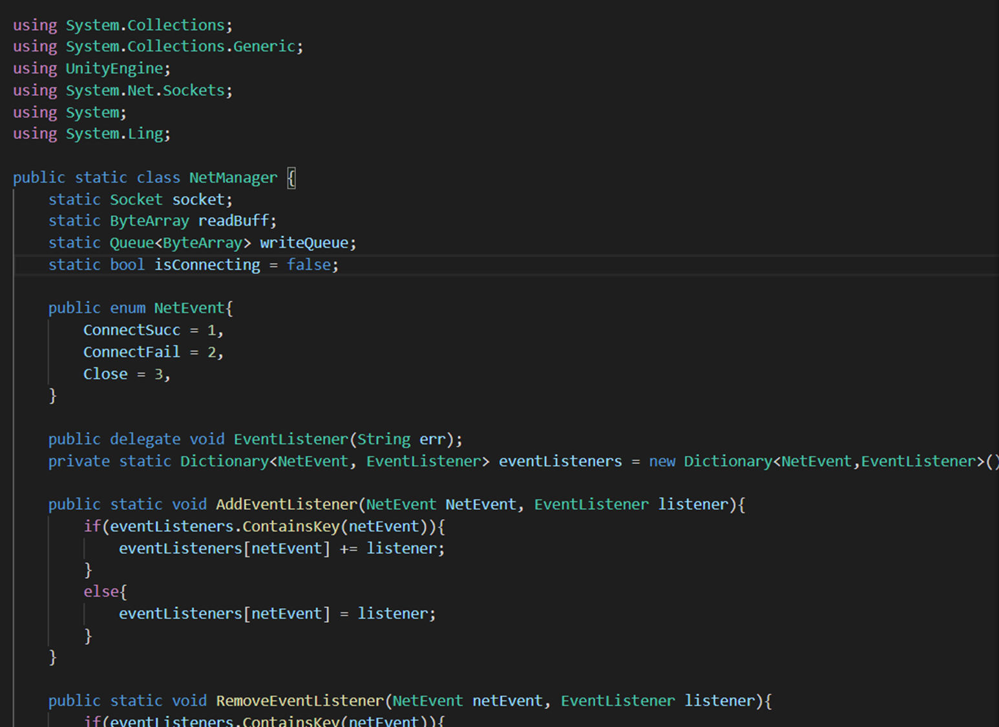 using System.Collections;
using System.Collections.Generic;
using UnityEngine;
using System.Net.Sockets;
using System;
using System.Ling;
public static class NetManager {
static Socket socket;
static ByteArray readBuff;
static Queue<ByteArray> writeQueue;
static bool isConnecting = false;
public enum NetEvent{
ConnectSucc = 1,
ConnectFail = 2,
Close = 3,
}
public delegate void EventListener(String err);
private static Dictionary<NetEvent, EventListener> eventListeners = new Dictionary<NetEvent,EventListener>()
public static void AddEventListener(NetEvent NetEvent, EventListener listener){
if(eventListeners.ContainsKey(netEvent)){
eventListeners[netEvent] += listener;
}
else{
eventListeners[netEvent] = listener;
}
}
public static void RemoveEventListener(NetEvent netEvent, EventListener listener){
if(eventListeners.ContainsKey(netEvent)){